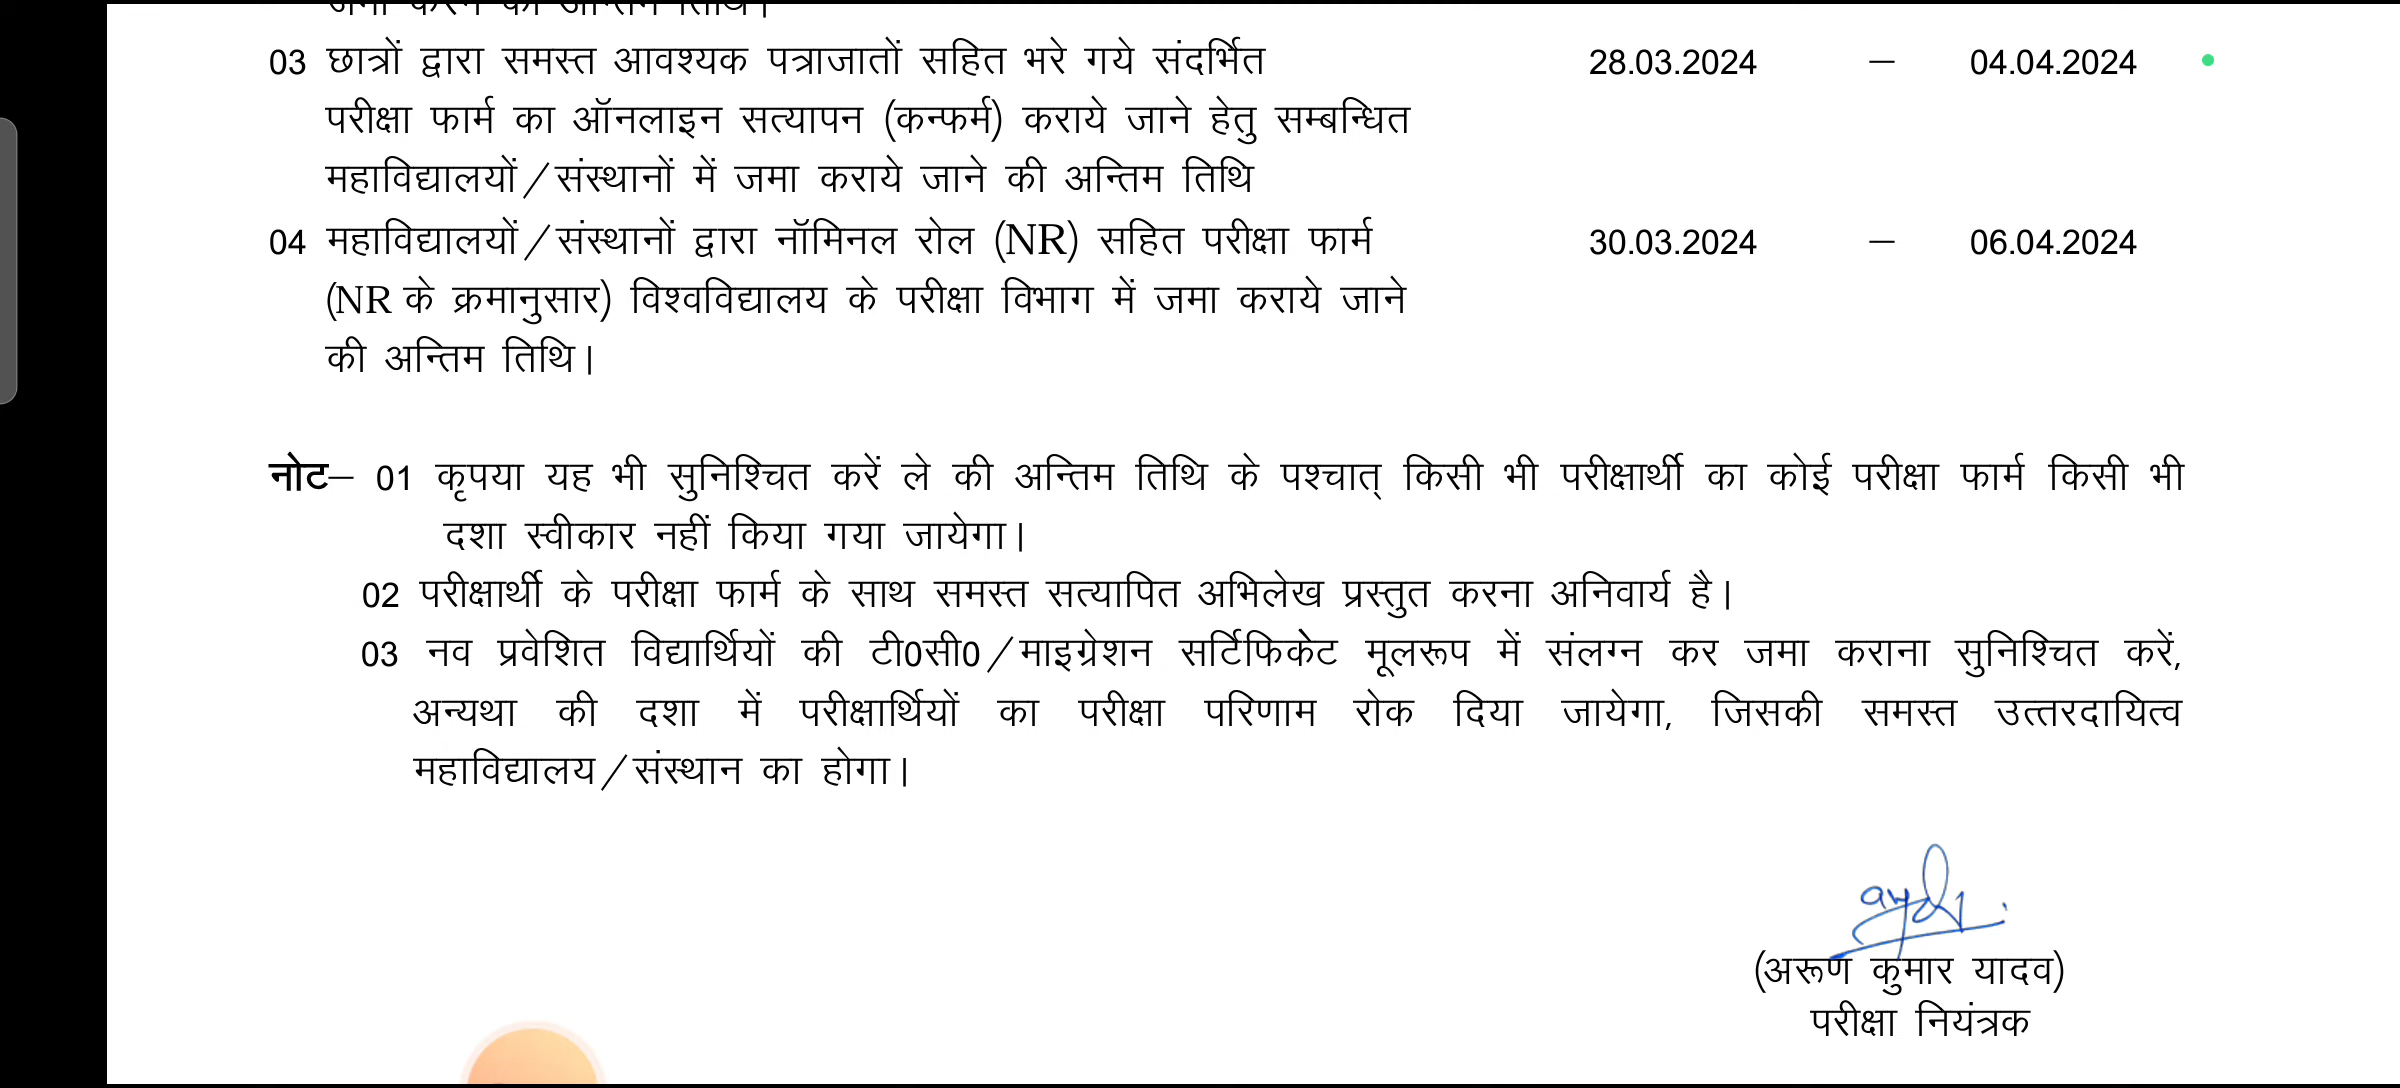 जमा करने की अन्तिम तिथि।
03 छात्रों द्वारा समस्त आवश्यक पत्राजातों सहित भरे गये संदर्भित 28.03.2024 – 04.04.2024
परीक्षा फार्म का ऑनलाइन सत्यापन (कन्फर्म) कराये जाने हेतु सम्बन्धित
महाविद्यालयों/संस्थानों में जमा कराये जाने की अन्तिम तिथि
04 महाविद्यालयों/संस्थानों द्वारा नॉमिनल रोल (NR) सहित परीक्षा फार्म 30.03.2024 – 06.04.2024
(NR के क्रमानुसार) विश्वविद्यालय के परीक्षा विभाग में जमा कराये जाने
की अन्तिम तिथि।
नोट– 01 कृपया यह भी सुनिश्चित करें ले की अन्तिम तिथि के पश्चात् किसी भी परीक्षार्थी का कोई परीक्षा फार्म किसी भी
दशा स्वीकार नहीं किया गया जायेगा।
02 परीक्षार्थी के परीक्षा फार्म के साथ समस्त सत्यापित अभिलेख प्रस्तुत करना अनिवार्य है।
03 नव प्रवेशित विद्यार्थियों की टी0सी0/माइग्रेशन सर्टिफिकेट मूलरूप में संलग्न कर जमा कराना सुनिश्चित करें,
अन्यथा की दशा में परीक्षार्थियों का परीक्षा परिणाम रोक दिया जायेगा, जिसकी समस्त उत्तरदायित्व
महाविद्यालय/संस्थान का होगा।
(अरूण कुमार यादव)
परीक्षा नियंत्रक